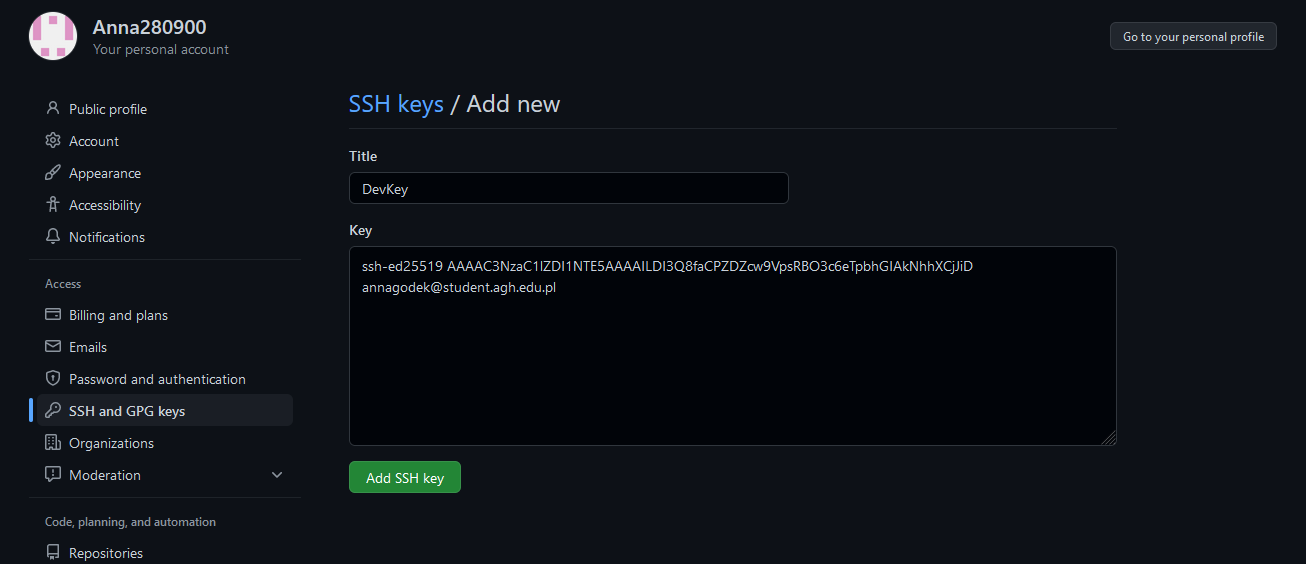 Anna280900
Your personal account
Go to your personal profile
Public profile
Account
Appearance
Accessibility
Notifications
Access
Billing and plans
Emails
Password and authentication
SSH and GPG keys
Organizations
Moderation
Code, planning, and automation
Repositories
SSH keys / Add new
Title
DevKey
Key
ssh-ed25519 AAAAC3NzaC1lZDI1NTE5AAAAILDI3Q8faCPZDZcw9VpsRBO3c6eTpbhGIAkNhhXCjJiD
annagodek@student.agh.edu.pl
Add SSH key